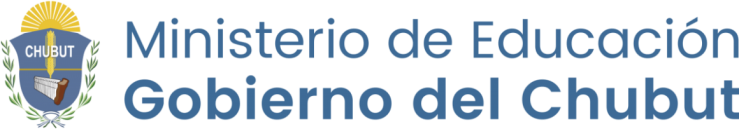 CHUBUT
Ministerio de Educación
Gobierno del Chubut